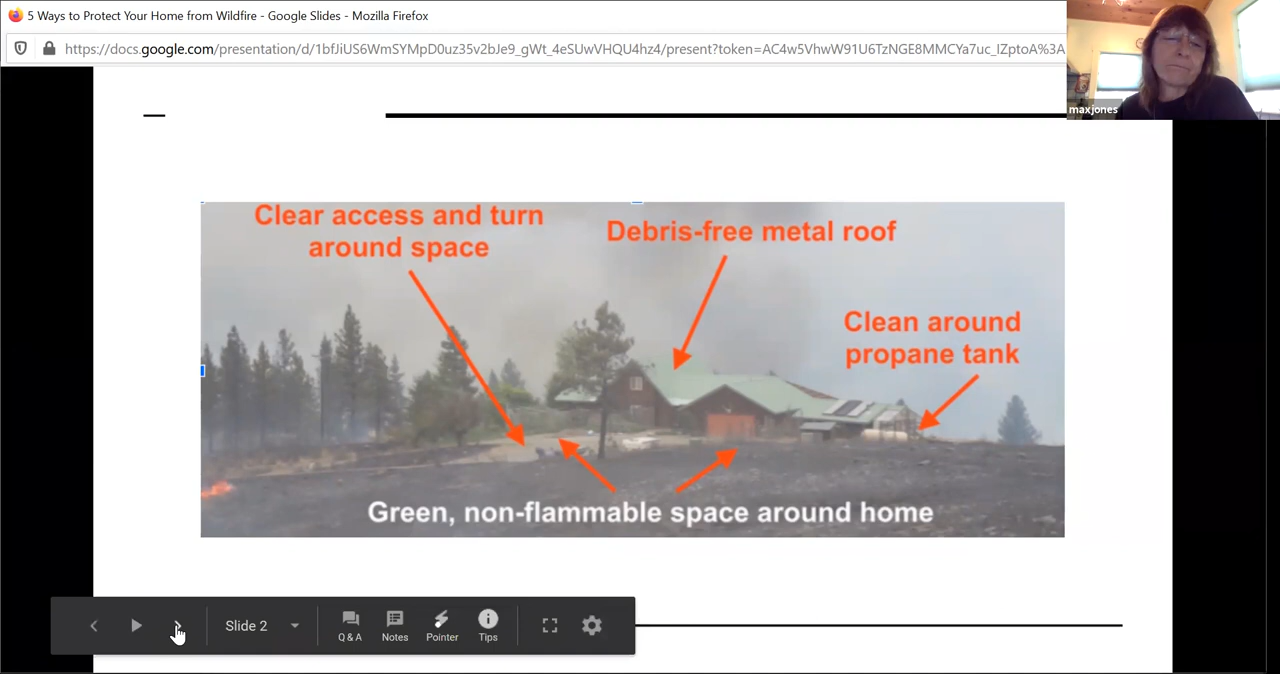 5 Ways to Protect Your Home from Wildfire - Google Slides - Mozilla Firefox
https://docs.google.com/presentation/d/1bfJiUS6WmSYMpD0uz35v2bJe9_gWt_4eSUwVHQU4hz4/present?token=AC4w5VhwW91U6TzNGE8MMCYa7uc_IZptoA%3A
maxjones
Clear access and turn
around space
Debris-free metal roof
Clean around
propane tank
Green, non-flammable space around home
Slide 2
Q & A
Notes
Pointer
Tips